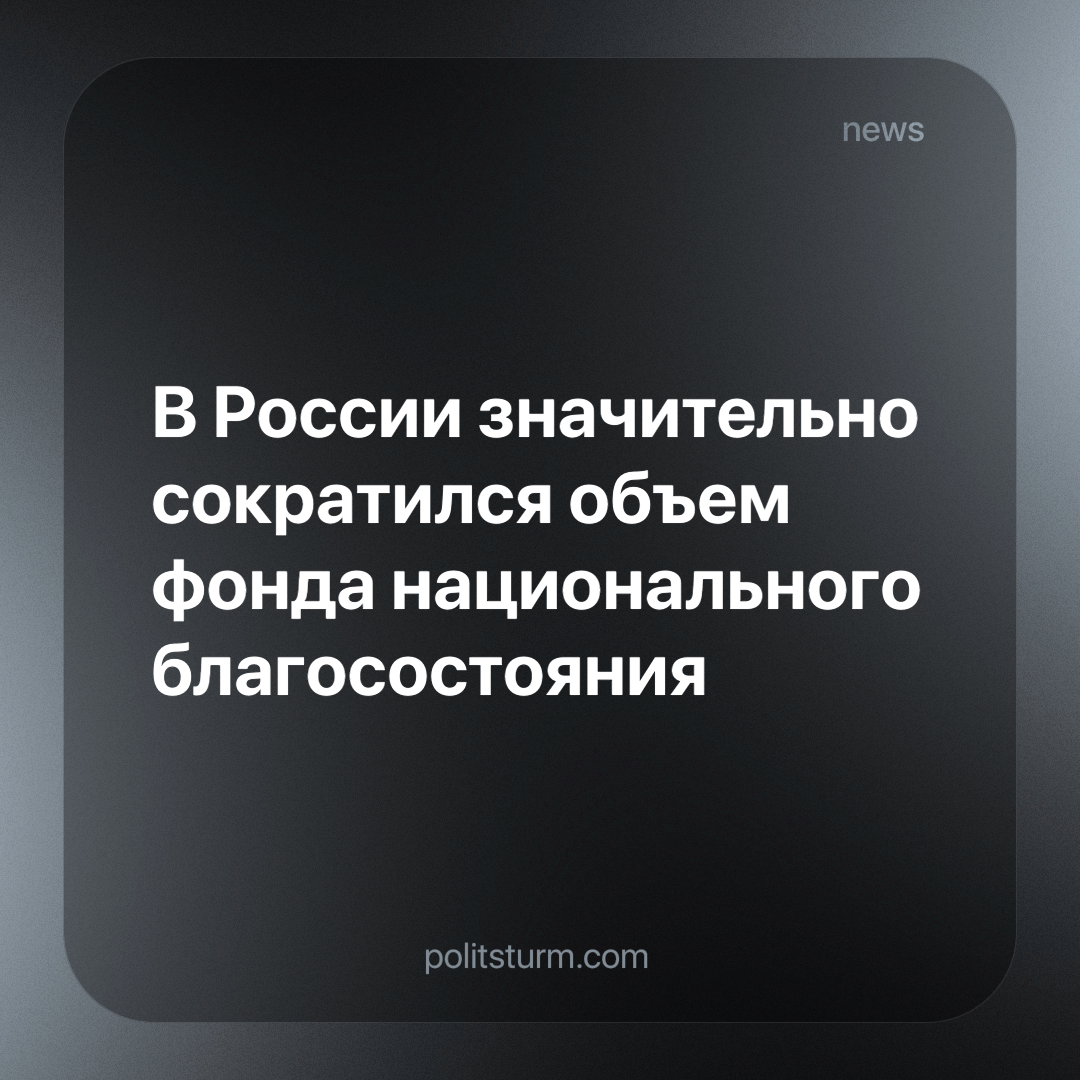 news
В России значительно
сократился объем
фонда национального
благосостояния
politsturm.com